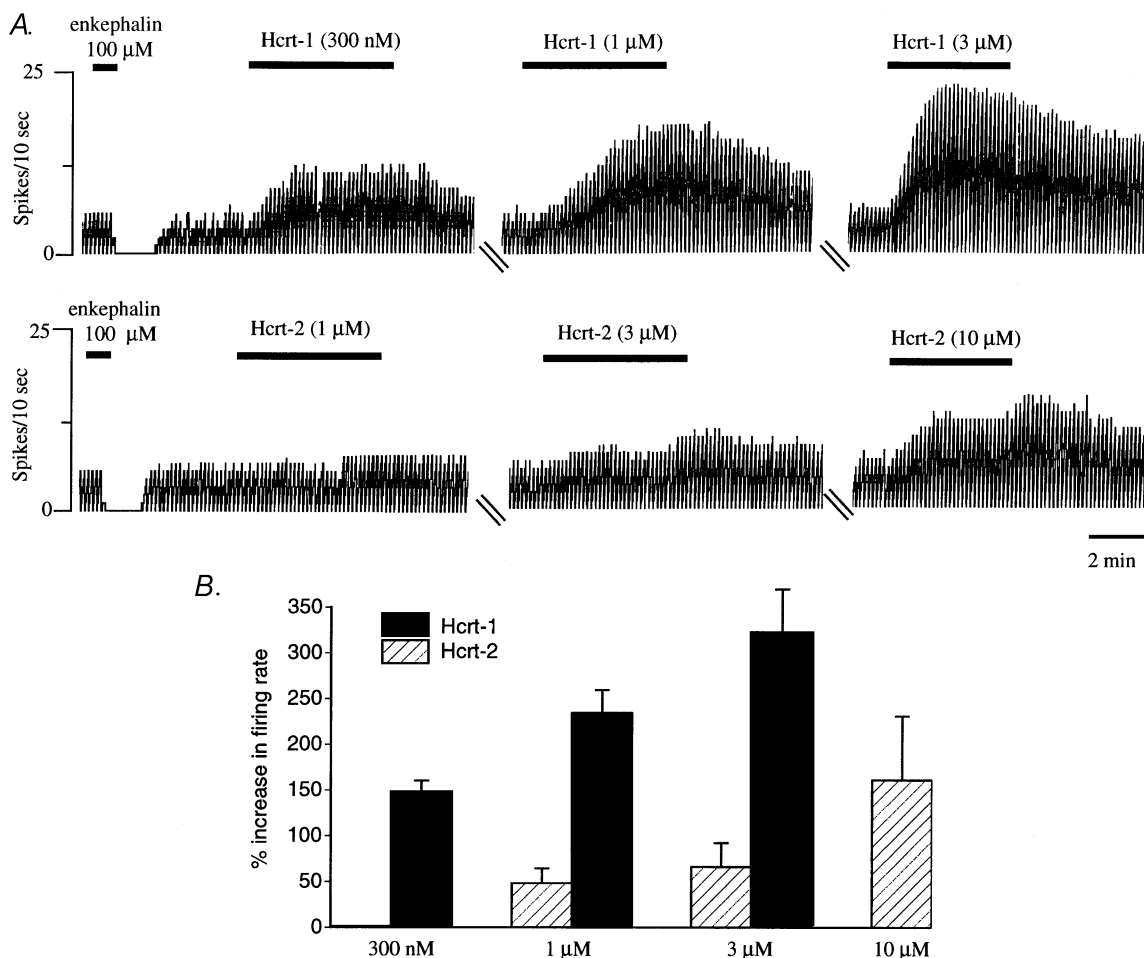 A.
enkephalin
100 µM
Hcrt-1 (300 nM)
Hcrt-1 (1 µM)
Hcrt-1 (3 µM)
25
Spikes/10 sec
0
enkephalin
100 µM
Hcrt-2 (1 µM)
Hcrt-2 (3 µM)
Hcrt-2 (10 µM)
25
Spikes/10 sec
0
2 min
B.
% increase in firing rate
350
300
250
200
150
100
50
0
Hcrt-1
Hcrt-2
300 nM
1 µM
3 µM
10 µM